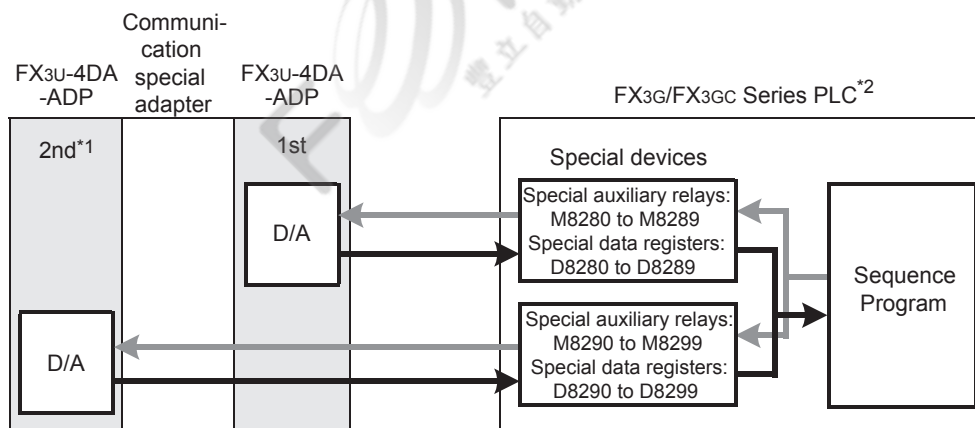 Communi-
cation
special
adapter
FX3U-4DA
-ADP
FX3U-4DA
-ADP
FX3G/FX3GC Series PLC*2
2nd*1
1st
Special devices
Special auxiliary relays:
M8280 to M8289
Special data registers:
D8280 to D8289
D/A
Sequence
Program
Special auxiliary relays:
M8290 to M8299
Special data registers:
D8290 to D8299
D/A